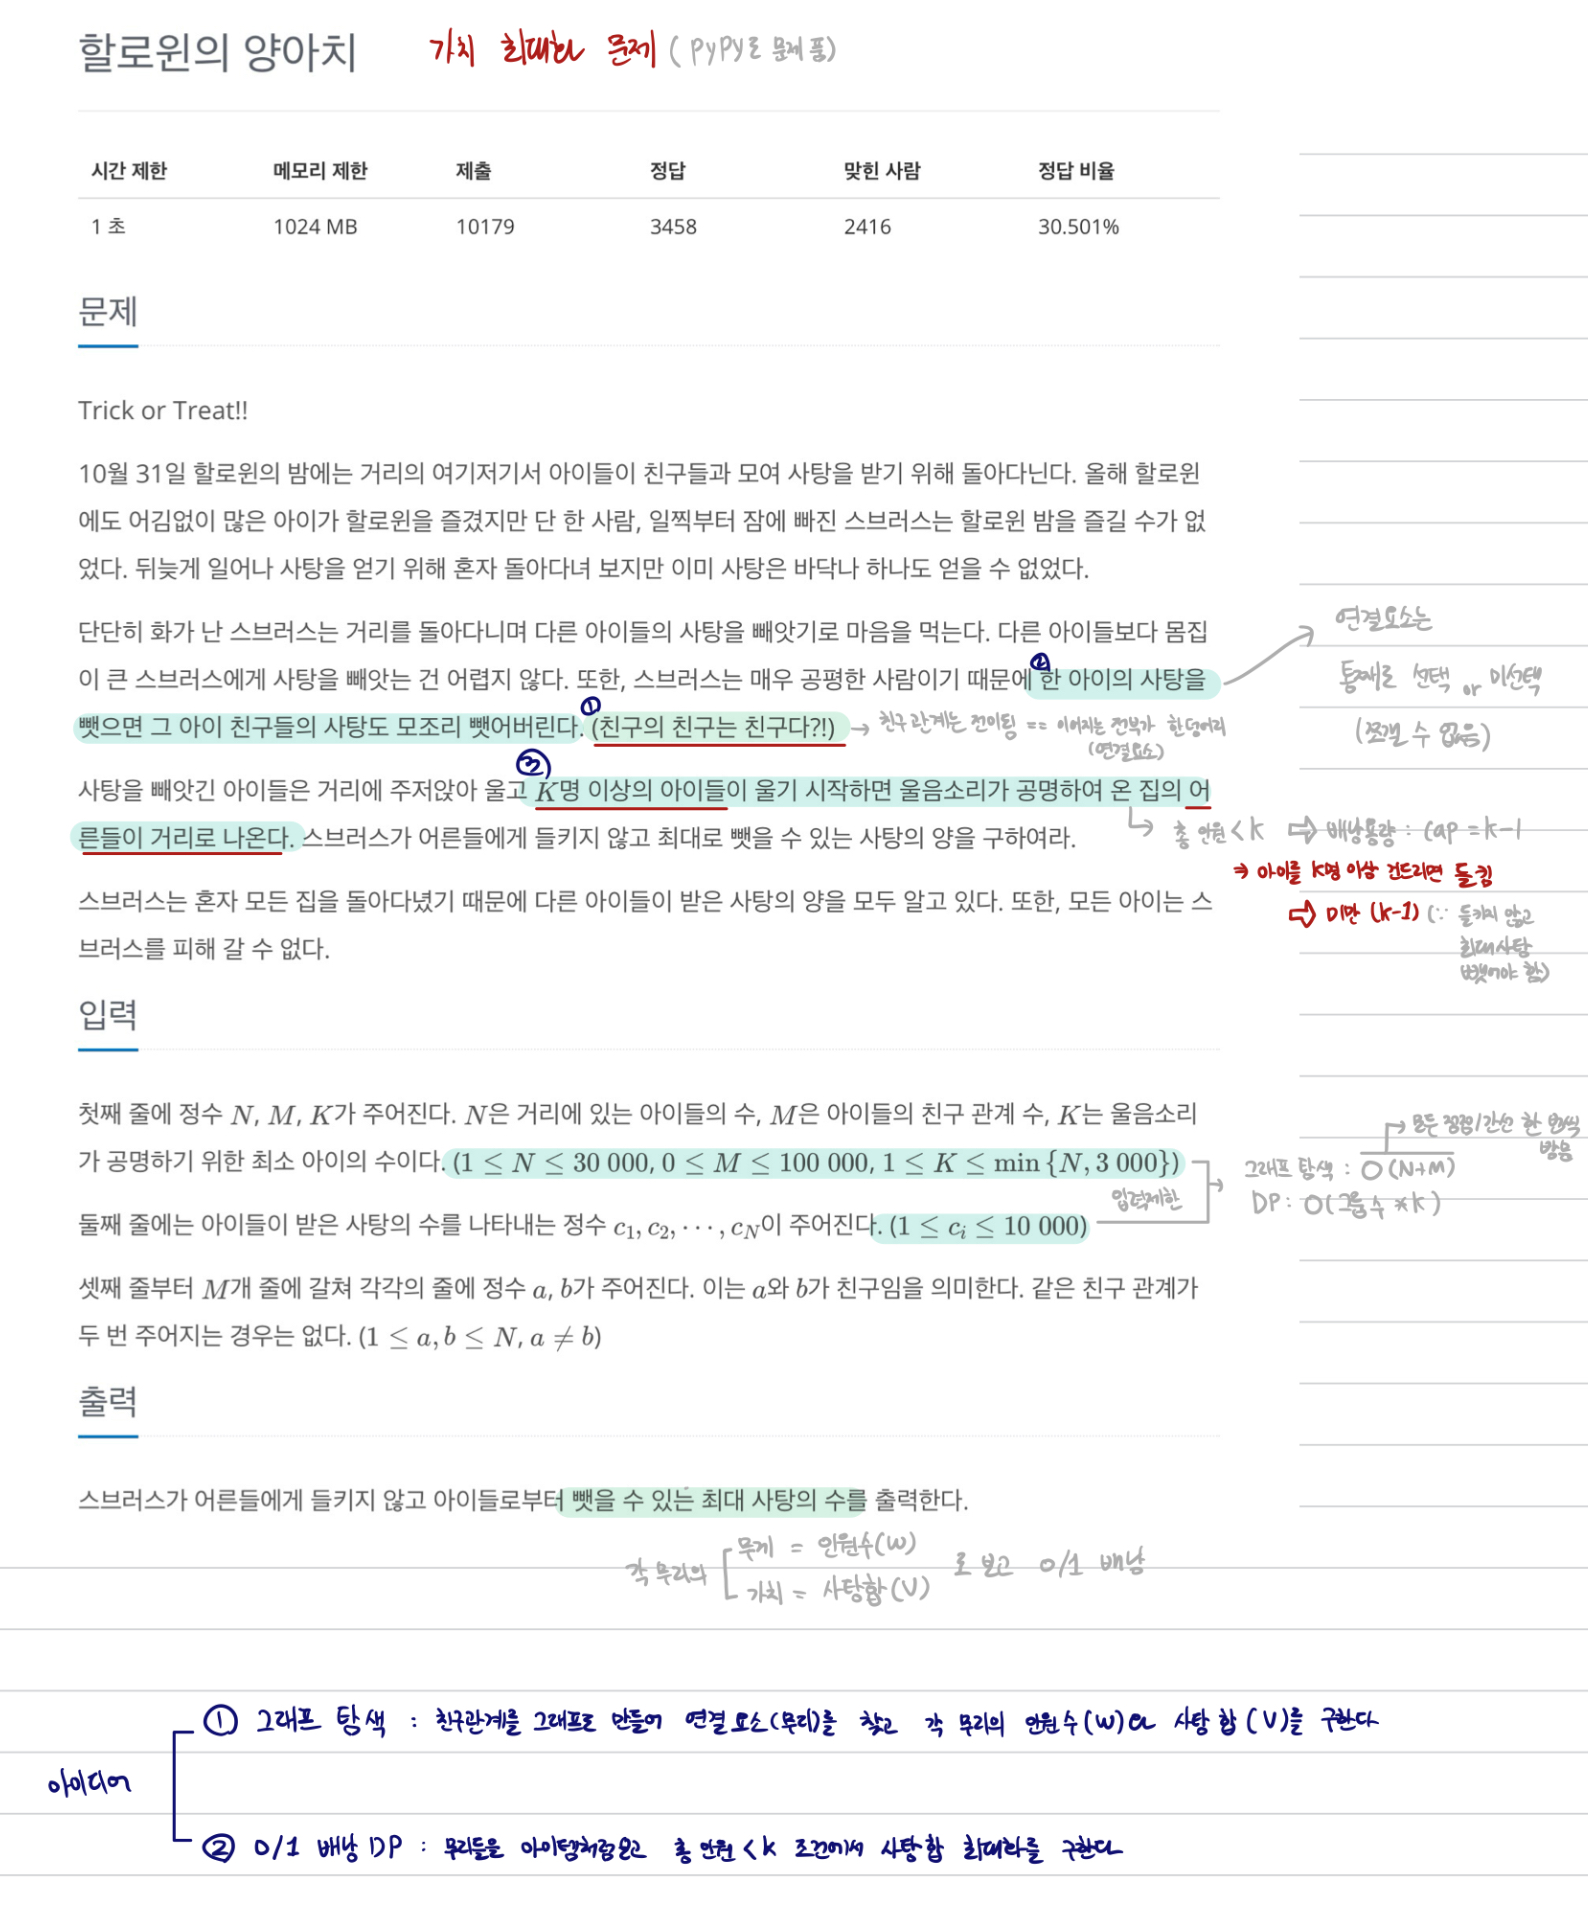 할로윈의 양아치
가치 최대화 문제 (PyPy로 문제 풂)
시간 제한 메모리 제한 제출 정답 맞힌 사람 정답 비율
1 초 1024 MB 10179 3458 2416 30.501%
문제
Trick or Treat!!
10월 31일 할로윈의 밤에는 거리의 여기저기서 아이들이 친구들과 모여 사탕을 받기 위해 돌아다닌다. 올해 할로윈
에도 어김없이 많은 아이가 할로윈을 즐겼지만 단 한 사람, 일찍부터 잠에 빠진 스브러스는 할로윈 밤을 즐길 수가 없
었다. 뒤늦게 일어나 사탕을 얻기 위해 혼자 돌아다녀 보지만 이미 사탕은 바닥나 하나도 얻을 수 없었다.
단단히 화가 난 스브러스는 거리를 돌아다니며 다른 아이들의 사탕을 빼앗기로 마음을 먹는다. 다른 아이들보다 몸집
②
이 큰 스브러스에게 사탕을 빼앗는 건 어렵지 않다. 또한, 스브러스는 매우 공평한 사람이기 때문에 한 아이의 사탕을
연결요소는
통째로 선택 or 미선택
(쪼갤 수 없음)
①
뺏으면 그 아이 친구들의 사탕도 모조리 뺏어버린다. (친구의 친구는 친구다?!)
→ 친구관계는 전이됨 == 이어지는 전부가 한덩어리
(연결요소)
③
사탕을 빼앗긴 아이들은 거리에 주저앉아 울고 K명 이상의 아이들이 울기 시작하면 울음소리가 공명하여 온 집의 어
른들이 거리로 나온다. 스브러스가 어른들에게 들키지 않고 최대로 뺏을 수 있는 사탕의 양을 구하여라.
총 인원 < k ⇨ 배낭용량 : Cap = k-1
⇒ 아이를 k명 이상 건드리면 들킴
⇨ 미만 (k-1) (∵ 들키지 않고
최대사탕
뺏어야 함)
스브러스는 혼자 모든 집을 돌아다녔기 때문에 다른 아이들이 받은 사탕의 양을 모두 알고 있다. 또한, 모든 아이는 스
브러스를 피해 갈 수 없다.
입력
첫째 줄에 정수 N, M, K가 주어진다. N은 거리에 있는 아이들의 수, M은 아이들의 친구 관계 수, K는 울음소리
가 공명하기 위한 최소 아이의 수이다. (1 ≤ N ≤ 30 000, 0 ≤ M ≤ 100 000, 1 ≤ K ≤ min {N, 3 000})
입력제한
→ 모든 정점/간선 한 번씩
방문
그래프 탐색 : O(N+M)
DP : O(그룹 수 *k)
둘째 줄에는 아이들이 받은 사탕의 수를 나타내는 정수 c₁, c₂, ⋯, c_N이 주어진다. (1 ≤ cᵢ ≤ 10 000)
셋째 줄부터 M개 줄에 갈쳐 각각의 줄에 정수 a, b가 주어진다. 이는 a와 b가 친구임을 의미한다. 같은 친구 관계가
두 번 주어지는 경우는 없다. (1 ≤ a, b ≤ N, a ≠ b)
출력
스브러스가 어른들에게 들키지 않고 아이들로부터 뺏을 수 있는 최대 사탕의 수를 출력한다.
각 무리의 무게 = 인원수(W)
가치 = 사탕합(V)
로 보고 0/1 배낭
아이디어
① 그래프 탐색 : 친구관계를 그래프로 만들어 연결 요소(무리)를 찾고 각 무리의 인원수(W)와 사탕 합(V)를 구한다
② 0/1 배낭 DP : 무리들을 아이템처럼 보고 총 인원 < k 조건에서 사탕합 최대화를 구한다